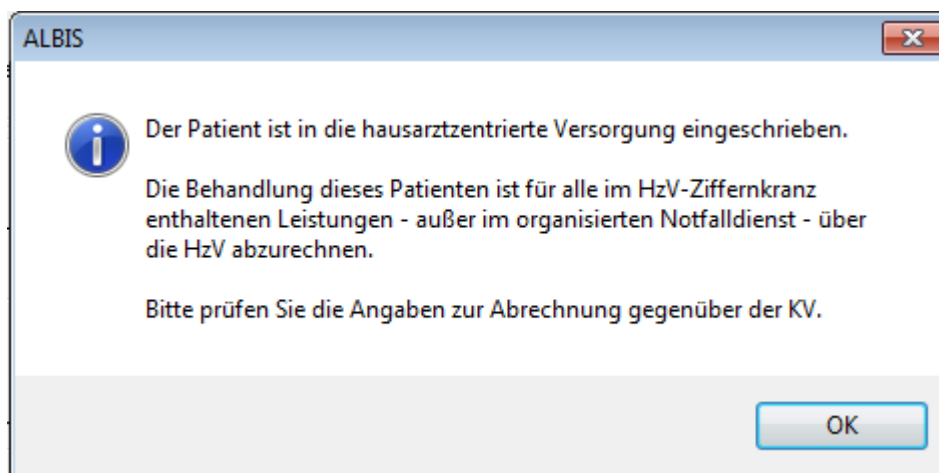 ALBIS
Der Patient ist in die hausarztzentrierte Versorgung eingeschrieben.
Die Behandlung dieses Patienten ist für alle im HzV-Ziffernkranz
enthaltenen Leistungen - außer im organisierten Notfalldienst - über
die HzV abzurechnen.
Bitte prüfen Sie die Angaben zur Abrechnung gegenüber der KV.
OK